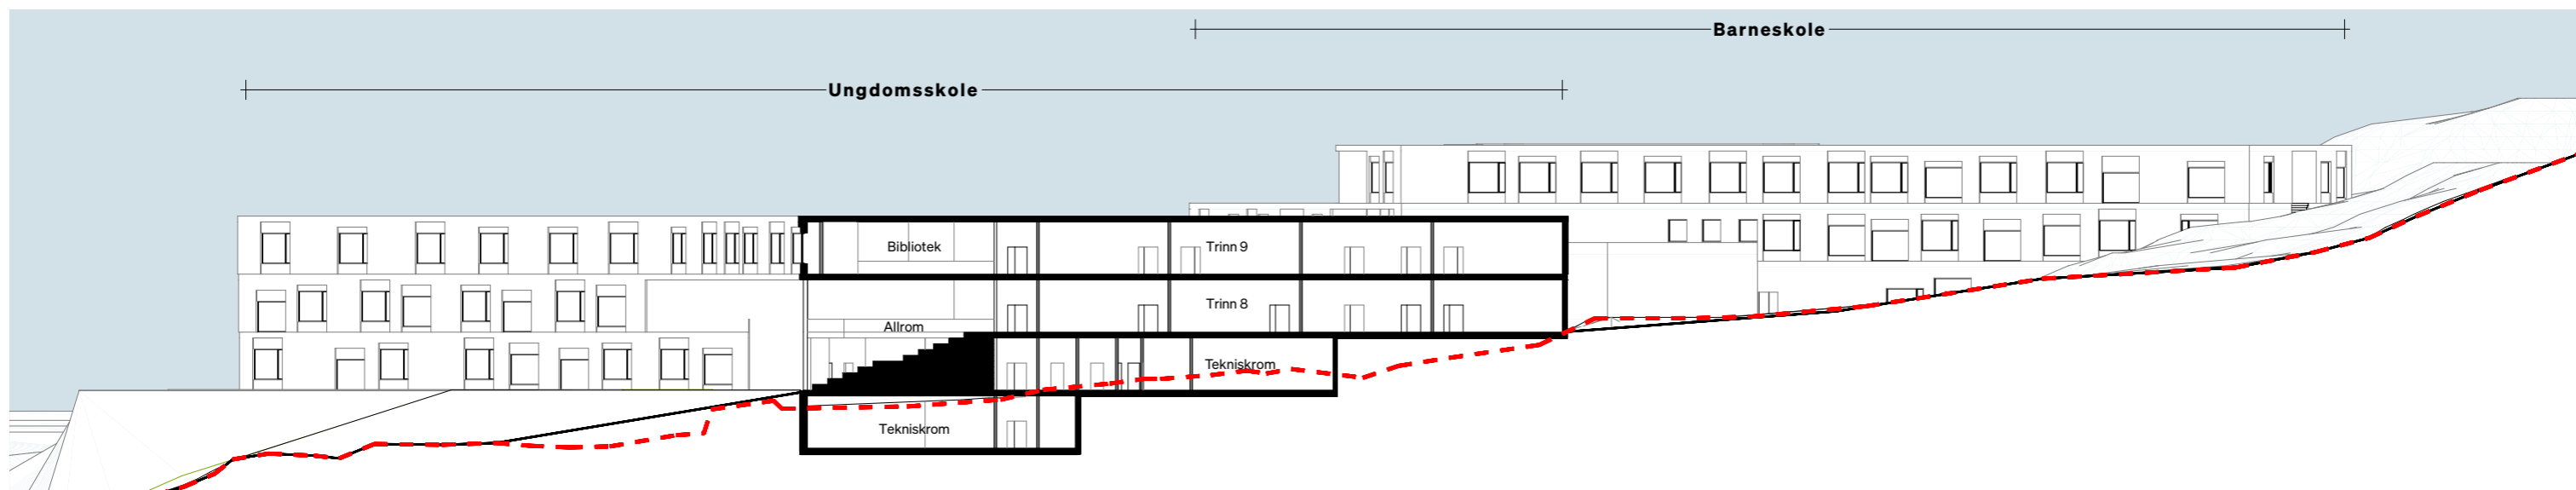 Barneskole
Ungdomsskole
Bibliotek
Trinn 9
Trinn 8
Allrom
Tekniskrom
Tekniskrom